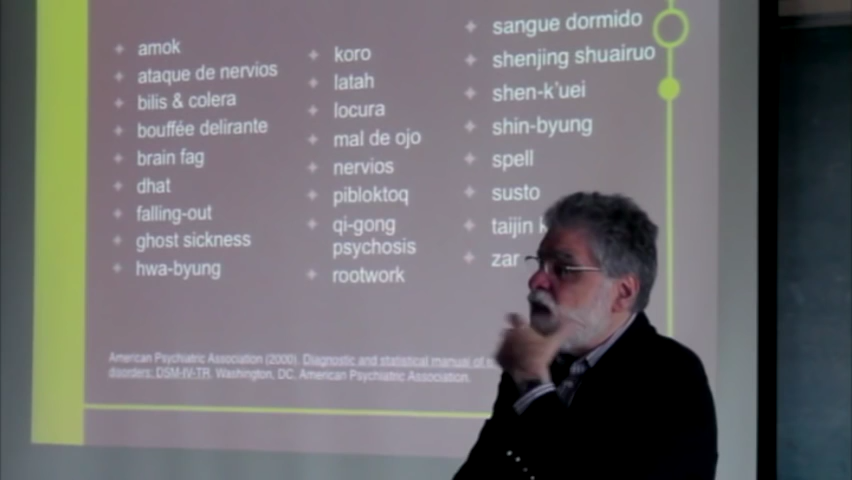 amok
ataque de nervios
bilis & colera
bouffée delirante
brain fag
dhat
falling-out
ghost sickness
hwa-byung
koro
latah
locura
mal de ojo
nervios
pibloktoq
qi-gong
psychosis
rootwork
sangue dormido
shenjing shuairuo
shen-k'uei
shin-byung
spell
susto
taijin
zar
American Psychiatric Association (2000). Diagnostic and statistical manual of
disorders: DSM-IV-TR. Washington, DC. American Psychiatric Association.